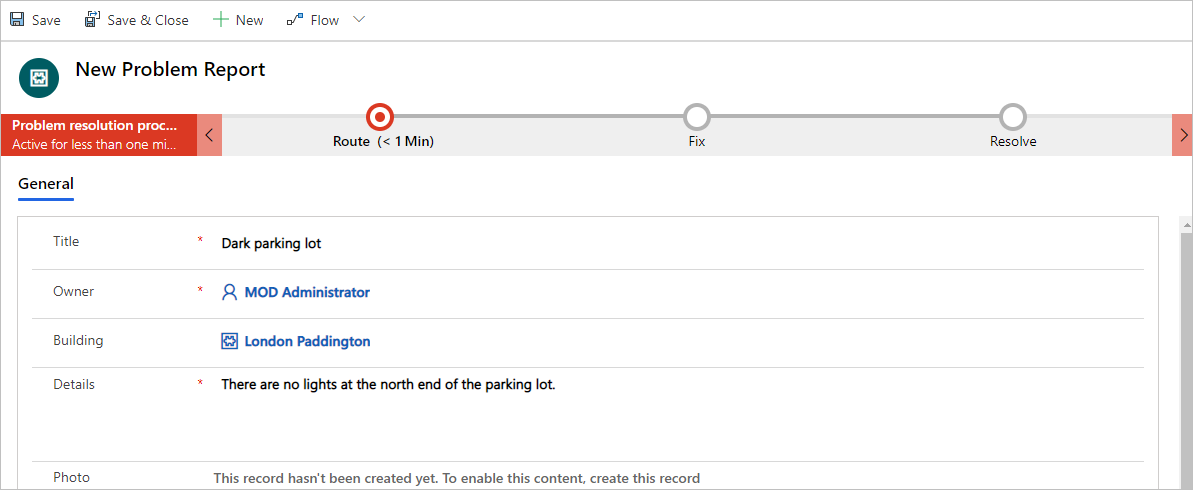 Save Save & Close New Flow
New Problem Report
Problem resolution proc...
Active for less than one mi...
Route (< 1 Min) Fix Resolve
General
Title * Dark parking lot
Owner * MOD Administrator
Building London Paddington
Details * There are no lights at the north end of the parking lot.
Photo This record hasn't been created yet. To enable this content, create this record